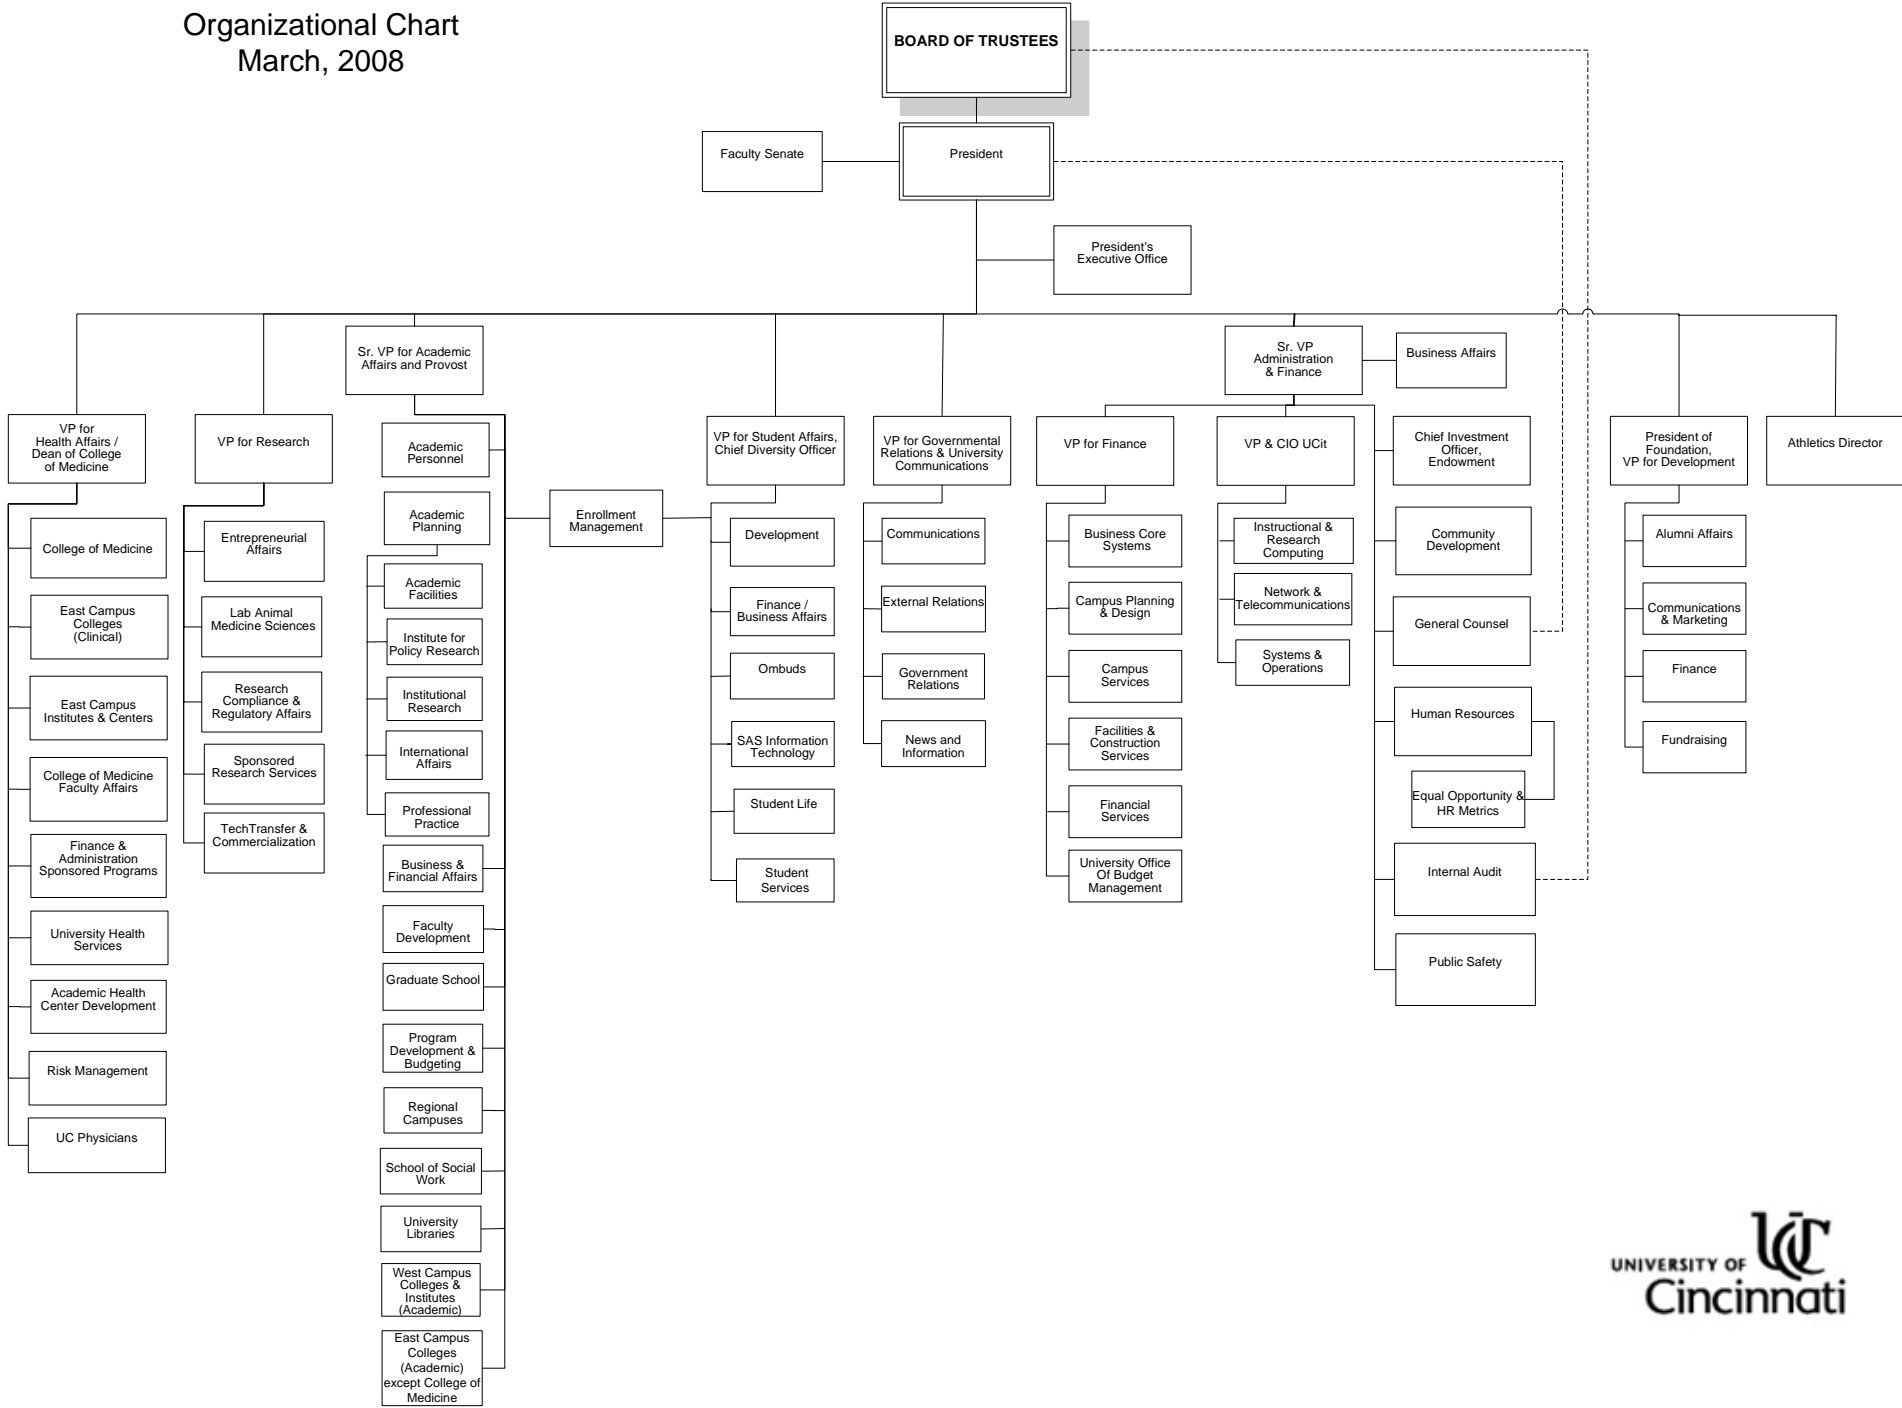 Organizational Chart
March, 2008
BOARD OF TRUSTEES
Faculty Senate
President
President's
Executive Office
Sr. VP for Academic
Affairs and Provost
Sr. VP
Administration
& Finance
Business Affairs
VP for
Health Affairs /
Dean of College
of Medicine
VP for Research
Academic
Personnel
VP for Student Affairs,
Chief Diversity Officer
VP for Governmental
Relations & University
Communications
VP for Finance
VP & CIO UCit
Chief Investment
Officer,
Endowment
President of
Foundation,
VP for Development
Athletics Director
College of Medicine
East Campus
Colleges
(Clinical)
East Campus
Institutes & Centers
College of Medicine
Faculty Affairs
Finance &
Administration
Sponsored Programs
University Health
Services
Academic Health
Center Development
Risk Management
UC Physicians
Entrepreneurial
Affairs
Lab Animal
Medicine Sciences
Research
Compliance &
Regulatory Affairs
Sponsored
Research Services
TechTransfer &
Commercialization
Academic
Planning
Academic
Facilities
Institute for
Policy Research
Institutional
Research
International
Affairs
Professional
Practice
Business &
Financial Affairs
Faculty
Development
Graduate School
Program
Development &
Budgeting
Regional
Campuses
School of Social
Work
University
Libraries
West Campus
Colleges &
Institutes
(Academic)
East Campus
Colleges
(Academic)
except College of
Medicine
Enrollment
Management
Development
Finance /
Business Affairs
Ombuds
SAS Information
Technology
Student Life
Student
Services
Communications
External Relations
Government
Relations
News and
Information
Business Core
Systems
Campus Planning
& Design
Campus
Services
Facilities &
Construction
Services
Financial
Services
University Office
Of Budget
Management
Instructional &
Research
Computing
Network &
Telecommunications
Systems &
Operations
Community
Development
General Counsel
Human Resources
Equal Opportunity &
HR Metrics
Internal Audit
Public Safety
Alumni Affairs
Communications
& Marketing
Finance
Fundraising
UC
UNIVERSITY OF
Cincinnati